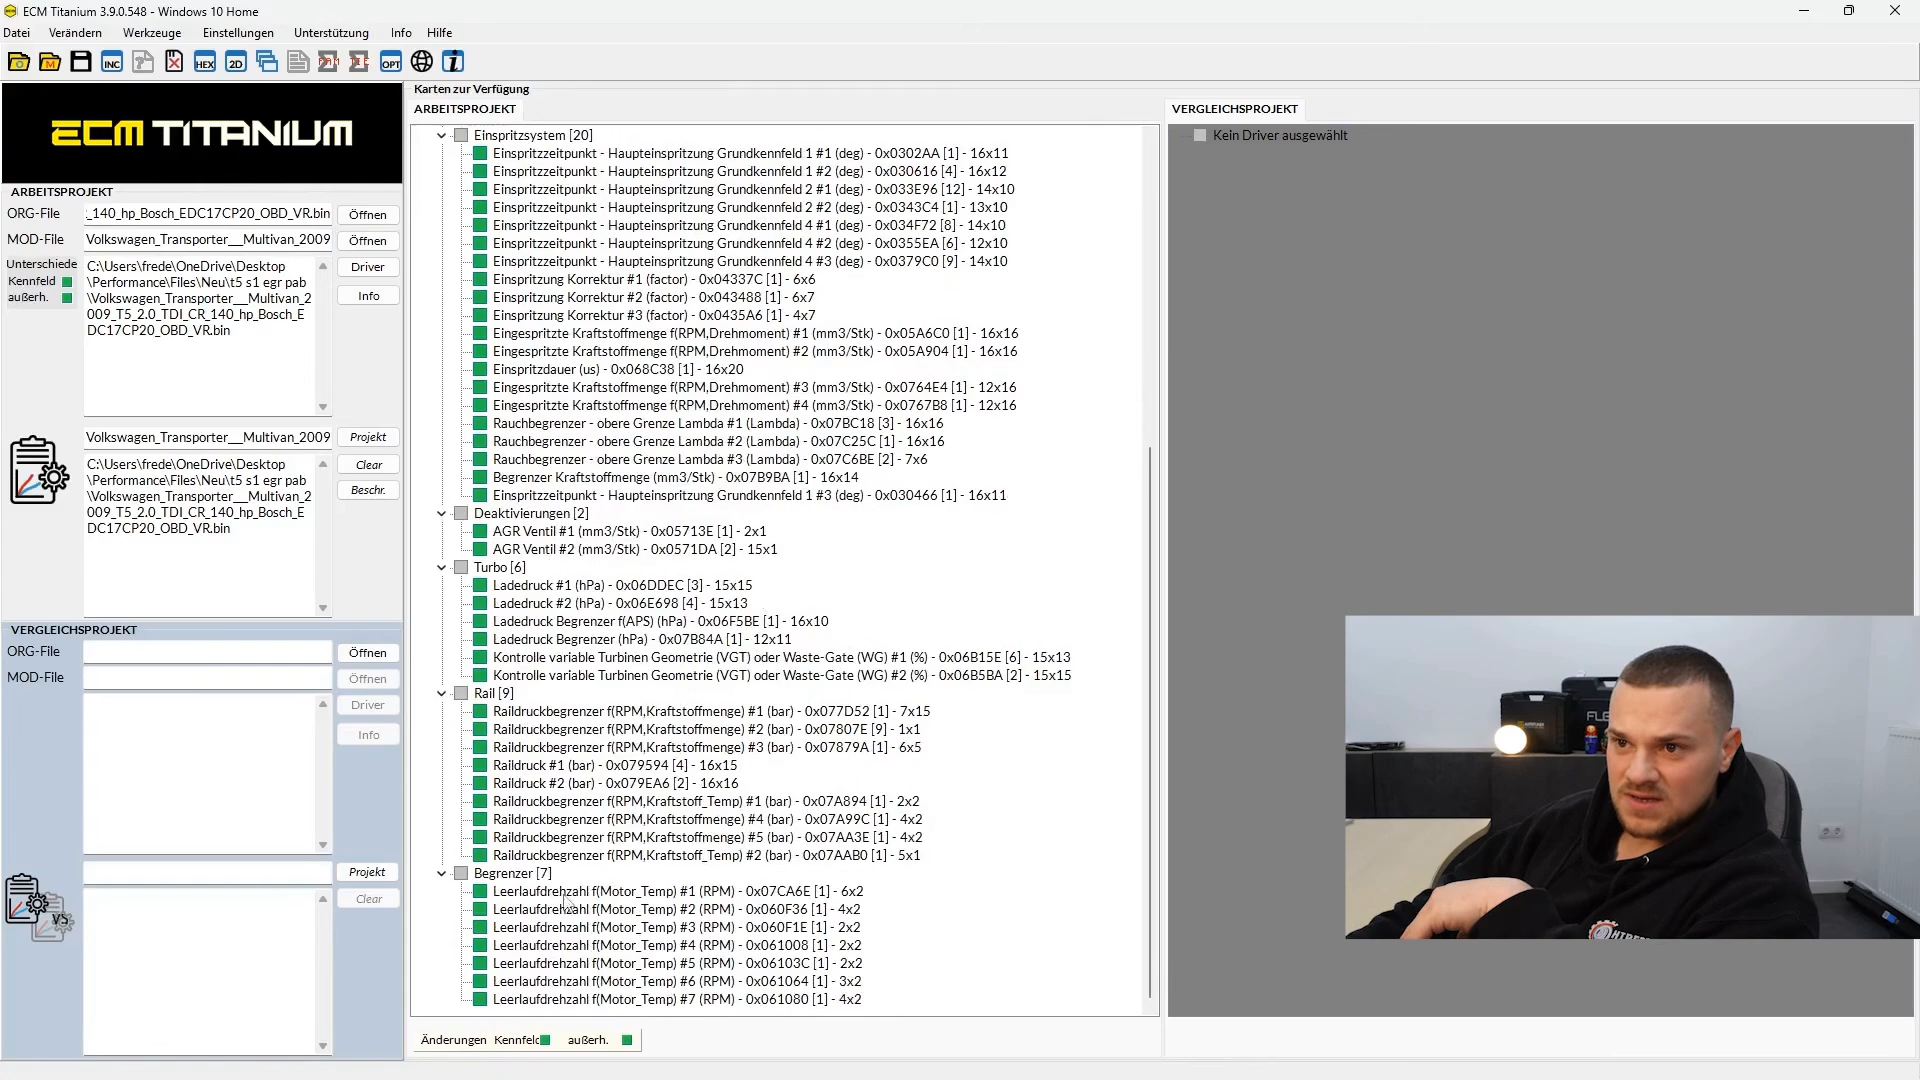 ECM Titanium 3.9.0.548 - Windows 10 Home
Datei Verändern Werkzeuge Einstellungen Unterstützung Info Hilfe
INC HEX 2D OPT
ECM TITANIUM
ARBEITSPROJEKT
ORG-File :_140_hp_Bosch_EDC17CP20_OBD_VR.bin Öffnen
MOD-File Volkswagen_Transporter__Multivan_2009 Öffnen
Unterschiede
Kennfeld
außerh.
C:\Users\frede\OneDrive\Desktop
\Performance\Files\Neu\t5 s1 egr pab
\Volkswagen_Transporter__Multivan_2
009_T5_2.0_TDI_CR_140_hp_Bosch_E
DC17CP20_OBD_VR.bin
Driver
Info
Volkswagen_Transporter__Multivan_2009 Projekt
C:\Users\frede\OneDrive\Desktop
\Performance\Files\Neu\t5 s1 egr pab
\Volkswagen_Transporter__Multivan_2
009_T5_2.0_TDI_CR_140_hp_Bosch_E
DC17CP20_OBD_VR.bin
Clear
Beschr.
VERGLEICHSPROJEKT
ORG-File Öffnen
MOD-File Öffnen
Driver
Info
Projekt
Clear
VS
Karten zur Verfügung
ARBEITSPROJEKT
Einspritzsystem [20]
Einspritzzeitpunkt - Haupteinspritzung Grundkennfeld 1 #1 (deg) - 0x0302AA [1] - 16x11
Einspritzzeitpunkt - Haupteinspritzung Grundkennfeld 1 #2 (deg) - 0x030616 [4] - 16x12
Einspritzzeitpunkt - Haupteinspritzung Grundkennfeld 2 #1 (deg) - 0x033E96 [12] - 14x10
Einspritzzeitpunkt - Haupteinspritzung Grundkennfeld 2 #2 (deg) - 0x0343C4 [1] - 13x10
Einspritzzeitpunkt - Haupteinspritzung Grundkennfeld 4 #1 (deg) - 0x034F72 [8] - 14x10
Einspritzzeitpunkt - Haupteinspritzung Grundkennfeld 4 #2 (deg) - 0x0355EA [6] - 12x10
Einspritzzeitpunkt - Haupteinspritzung Grundkennfeld 4 #3 (deg) - 0x0379C0 [9] - 14x10
Einspritzung Korrektur #1 (factor) - 0x04337C [1] - 6x6
Einspritzung Korrektur #2 (factor) - 0x043488 [1] - 6x7
Einspritzung Korrektur #3 (factor) - 0x0435A6 [1] - 4x7
Eingespritzte Kraftstoffmenge f(RPM,Drehmoment) #1 (mm3/Stk) - 0x05A6C0 [1] - 16x16
Eingespritzte Kraftstoffmenge f(RPM,Drehmoment) #2 (mm3/Stk) - 0x05A904 [1] - 16x16
Einspritzdauer (us) - 0x068C38 [1] - 16x20
Eingespritzte Kraftstoffmenge f(RPM,Drehmoment) #3 (mm3/Stk) - 0x0764E4 [1] - 12x16
Eingespritzte Kraftstoffmenge f(RPM,Drehmoment) #4 (mm3/Stk) - 0x0767B8 [1] - 12x16
Rauchbegrenzer - obere Grenze Lambda #1 (Lambda) - 0x07BC18 [3] - 16x16
Rauchbegrenzer - obere Grenze Lambda #2 (Lambda) - 0x07C25C [1] - 16x16
Rauchbegrenzer - obere Grenze Lambda #3 (Lambda) - 0x07C6BE [2] - 7x6
Begrenzer Kraftstoffmenge (mm3/Stk) - 0x07B9BA [1] - 16x14
Einspritzzeitpunkt - Haupteinspritzung Grundkennfeld 1 #3 (deg) - 0x030466 [1] - 16x11
Deaktivierungen [2]
AGR Ventil #1 (mm3/Stk) - 0x05713E [1] - 2x1
AGR Ventil #2 (mm3/Stk) - 0x0571DA [2] - 15x1
Turbo [6]
Ladedruck #1 (hPa) - 0x06DDEC [3] - 15x15
Ladedruck #2 (hPa) - 0x06E698 [4] - 15x13
Ladedruck Begrenzer f(APS) (hPa) - 0x06F5BE [1] - 16x10
Ladedruck Begrenzer (hPa) - 0x07B84A [1] - 12x11
Kontrolle variable Turbinen Geometrie (VGT) oder Waste-Gate (WG) #1 (%) - 0x06B15E [6] - 15x13
Kontrolle variable Turbinen Geometrie (VGT) oder Waste-Gate (WG) #2 (%) - 0x06B5BA [2] - 15x15
Rail [9]
Raildruckbegrenzer f(RPM,Kraftstoffmenge) #1 (bar) - 0x077D52 [1] - 7x15
Raildruckbegrenzer f(RPM,Kraftstoffmenge) #2 (bar) - 0x07807E [9] - 1x1
Raildruckbegrenzer f(RPM,Kraftstoffmenge) #3 (bar) - 0x07879A [1] - 6x5
Raildruck #1 (bar) - 0x079594 [4] - 16x15
Raildruck #2 (bar) - 0x079EA6 [2] - 16x16
Raildruckbegrenzer f(RPM,Kraftstoff_Temp) #1 (bar) - 0x07A894 [1] - 2x2
Raildruckbegrenzer f(RPM,Kraftstoffmenge) #4 (bar) - 0x07A99C [1] - 4x2
Raildruckbegrenzer f(RPM,Kraftstoffmenge) #5 (bar) - 0x07AA3E [1] - 4x2
Raildruckbegrenzer f(RPM,Kraftstoff_Temp) #2 (bar) - 0x07AAB0 [1] - 5x1
Begrenzer [7]
Leerlaufdrehzahl f(Motor_Temp) #1 (RPM) - 0x07CA6E [1] - 6x2
Leerlaufdrehzahl f(Motor_Temp) #2 (RPM) - 0x060F36 [1] - 4x2
Leerlaufdrehzahl f(Motor_Temp) #3 (RPM) - 0x060F1E [1] - 2x2
Leerlaufdrehzahl f(Motor_Temp) #4 (RPM) - 0x061008 [1] - 2x2
Leerlaufdrehzahl f(Motor_Temp) #5 (RPM) - 0x06103C [1] - 2x2
Leerlaufdrehzahl f(Motor_Temp) #6 (RPM) - 0x061064 [1] - 3x2
Leerlaufdrehzahl f(Motor_Temp) #7 (RPM) - 0x061080 [1] - 4x2
Änderungen Kennfeld außerh.
VERGLEICHSPROJEKT
Kein Driver ausgewählt